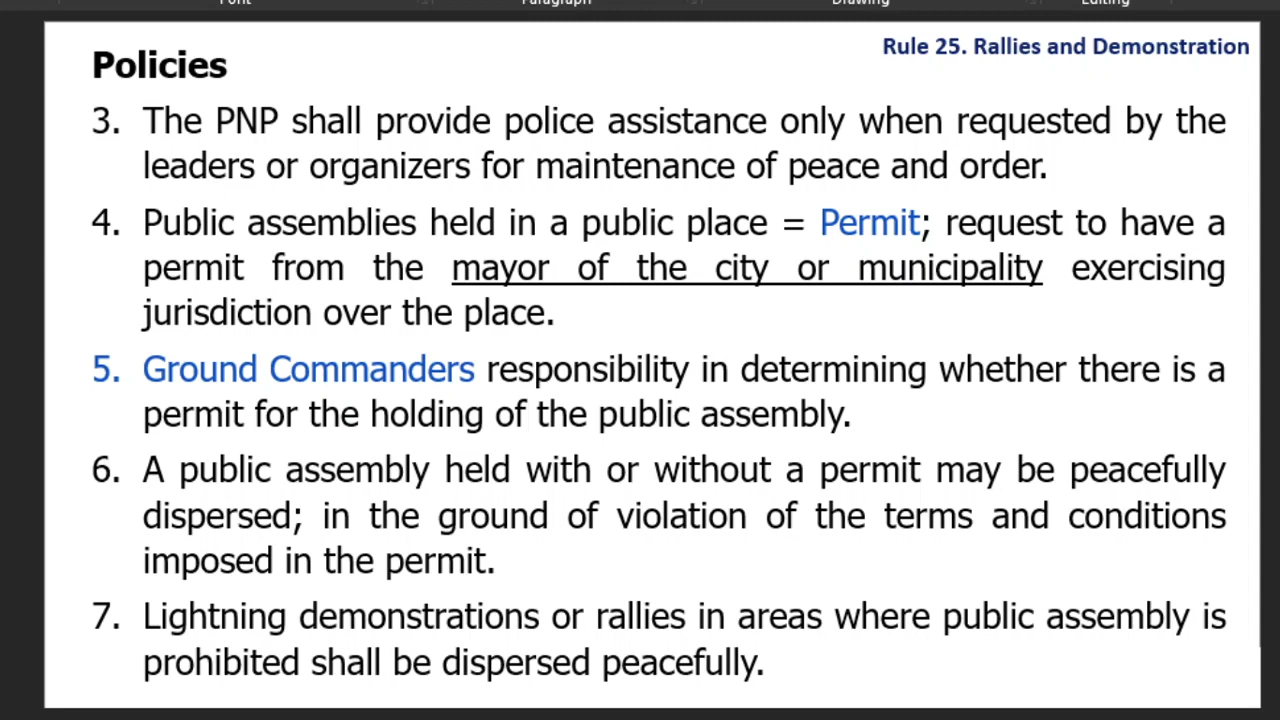 Font Paragraph Drawing Editing
Rule 25. Rallies and Demonstration
Policies
3. The PNP shall provide police assistance only when requested by the
leaders or organizers for maintenance of peace and order.
4. Public assemblies held in a public place = Permit; request to have a
permit from the mayor of the city or municipality exercising
jurisdiction over the place.
5. Ground Commanders responsibility in determining whether there is a
permit for the holding of the public assembly.
6. A public assembly held with or without a permit may be peacefully
dispersed; in the ground of violation of the terms and conditions
imposed in the permit.
7. Lightning demonstrations or rallies in areas where public assembly is
prohibited shall be dispersed peacefully.